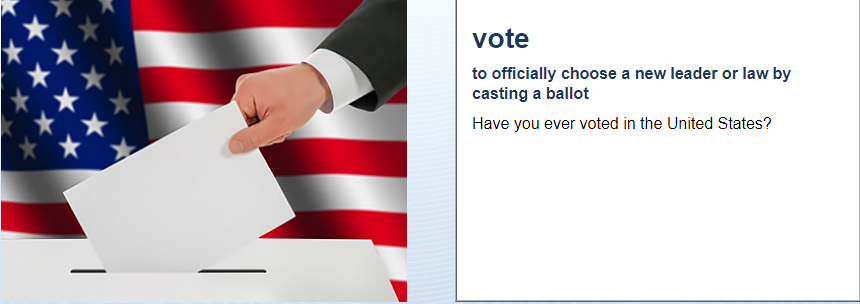 vote
to officially choose a new leader or law by
casting a ballot
Have you ever voted in the United States?